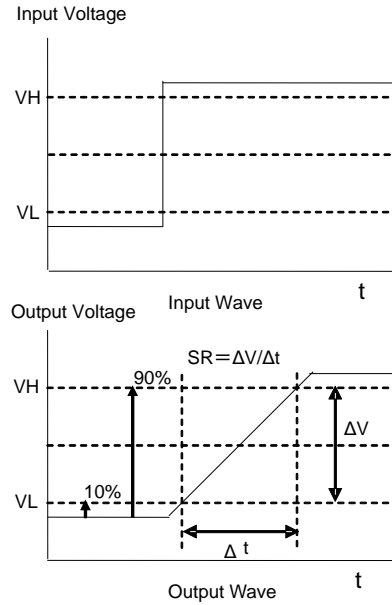 Input Voltage
VH
VL
t
Input Wave
Output Voltage
SR＝ΔV/Δt
VH
90%
ΔV
VL
10%
Δ t
t
Output Wave